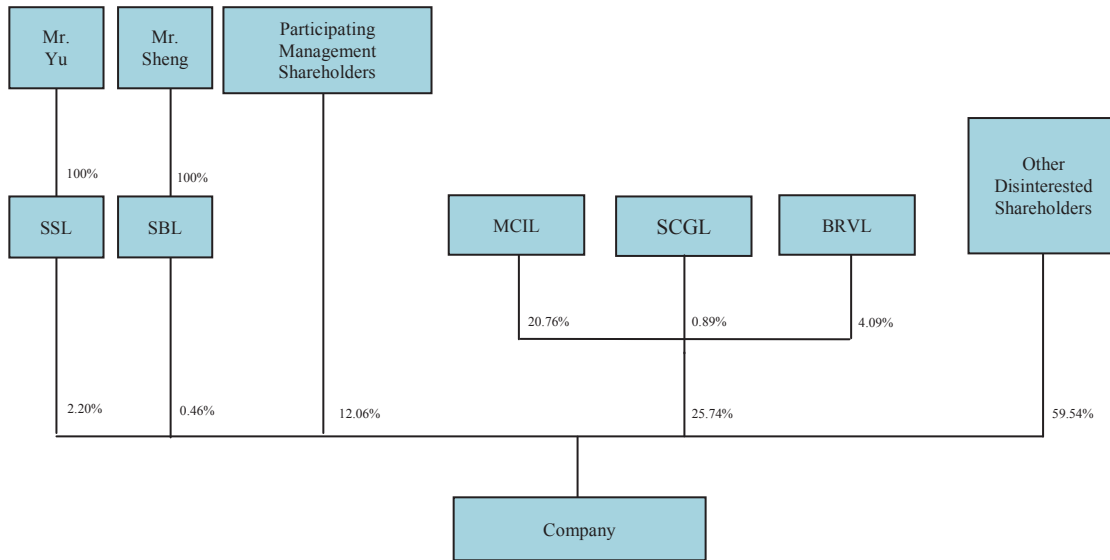 Mr.
Yu
Mr.
Sheng
Participating
Management
Shareholders
Other
Disinterested
Shareholders
100%
100%
SSL
SBL
MCIL
SCGL
BRVL
20.76%
0.89%
4.09%
2.20%
0.46%
12.06%
25.74%
59.54%
Company